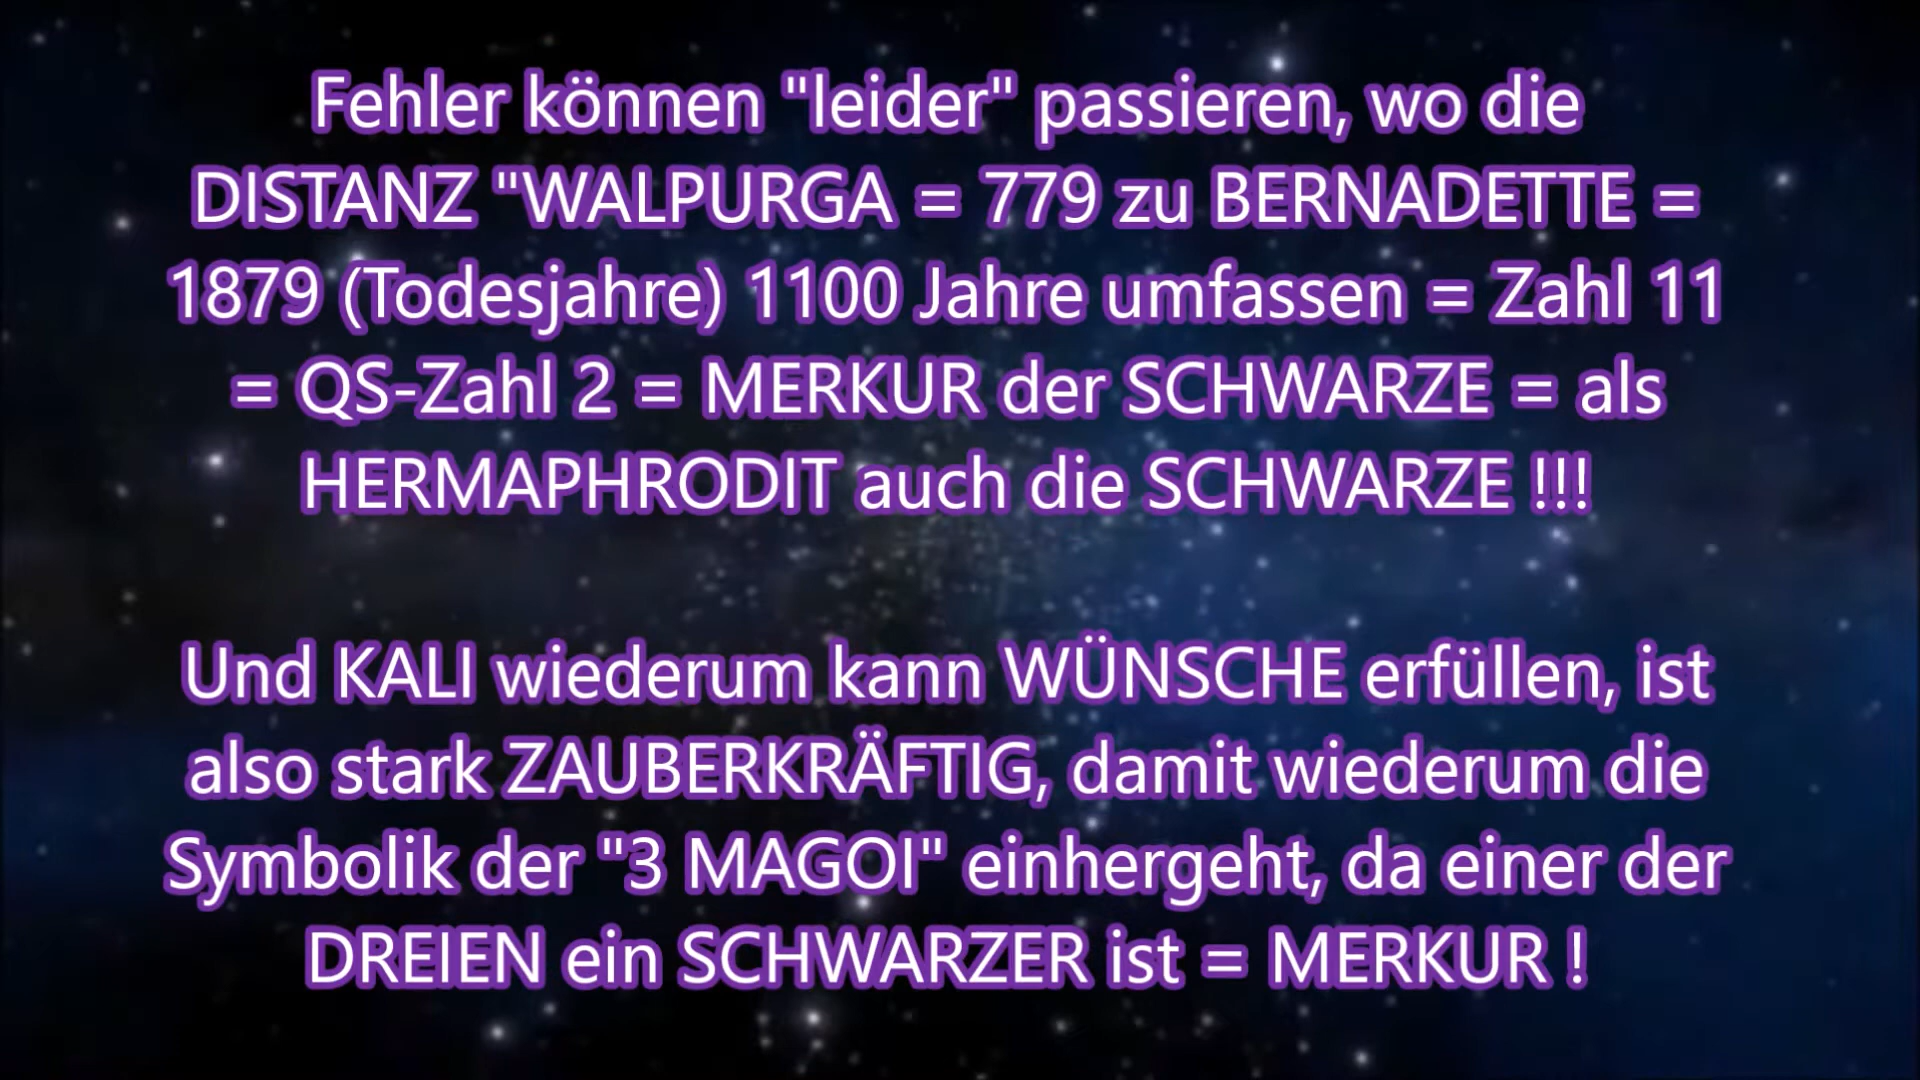 Fehler können "leider" passieren, wo die
DISTANZ "WALPURGA = 779 zu BERNADETTE =
1879 (Todesjahre) 1100 Jahre umfassen = Zahl 11
= QS-Zahl 2 = MERKUR der SCHWARZE = als
HERMAPHRODIT auch die SCHWARZE !!!
Und KALI wiederum kann WÜNSCHE erfüllen, ist
also stark ZAUBERKRÄFTIG, damit wiederum die
Symbolik der "3 MAGOI" einhergeht, da einer der
DREIEN ein SCHWARZER ist = MERKUR !